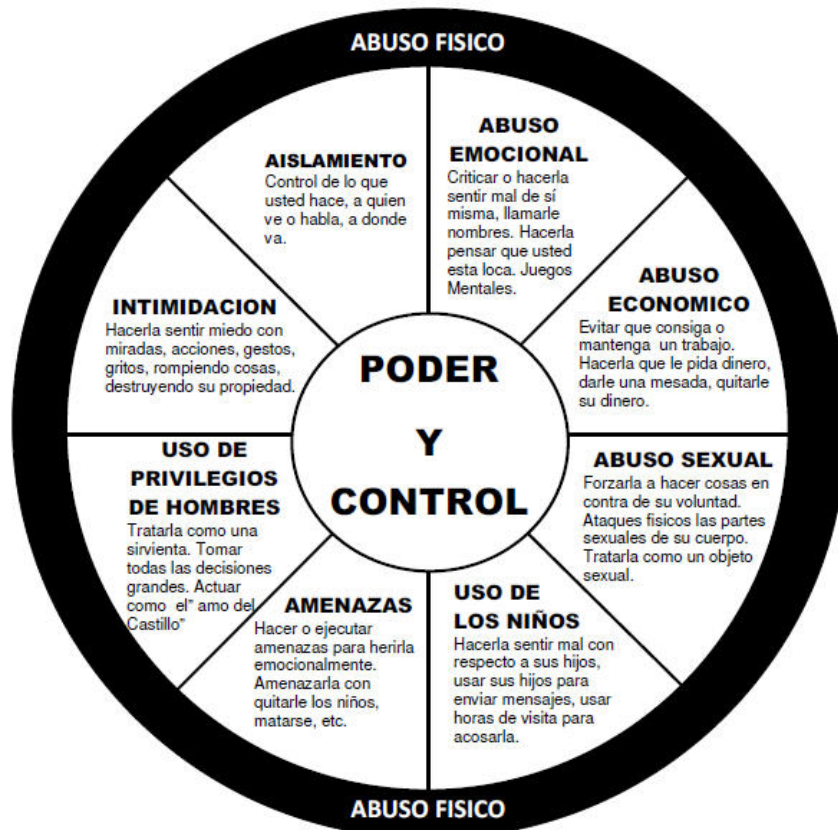 ABUSO FISICO
ABUSO
EMOCIONAL
Criticar o hacerla
sentir mal de sí
misma, llamarle
nombres. Hacerla
pensar que usted
esta loca. Juegos
Mentales.
ABUSO
ECONOMICO
Evitar que consiga o
mantenga un trabajo.
Hacerla que le pida dinero,
darle una mesada, quitarle
su dinero.
ABUSO SEXUAL
Forzarla a hacer cosas en
contra de su voluntad.
Ataques fisicos las partes
sexuales de su cuerpo.
Tratarla como un objeto
sexual.
USO DE
LOS NIÑOS
Hacerla sentir mal con
respecto a sus hijos,
usar sus hijos para
enviar mensajes, usar
horas de visita para
acosarla.
AMENAZAS
Hacer o ejecutar
amenazas para herirla
emocionalmente.
Amenazarla con
quitarle los niños,
matarse, etc.
USO DE
PRIVILEGIOS
DE HOMBRES
Tratarla como una
sirvienta. Tomar
todas las decisiones
grandes. Actuar
como el" amo del
Castillo"
INTIMIDACION
Hacerla sentir miedo con
miradas, acciones, gestos,
gritos, rompiendo cosas,
destruyendo su propiedad.
AISLAMIENTO
Control de lo que
usted hace, a quien
ve o habla, a donde
va.
PODER
Y
CONTROL
ABUSO FISICO